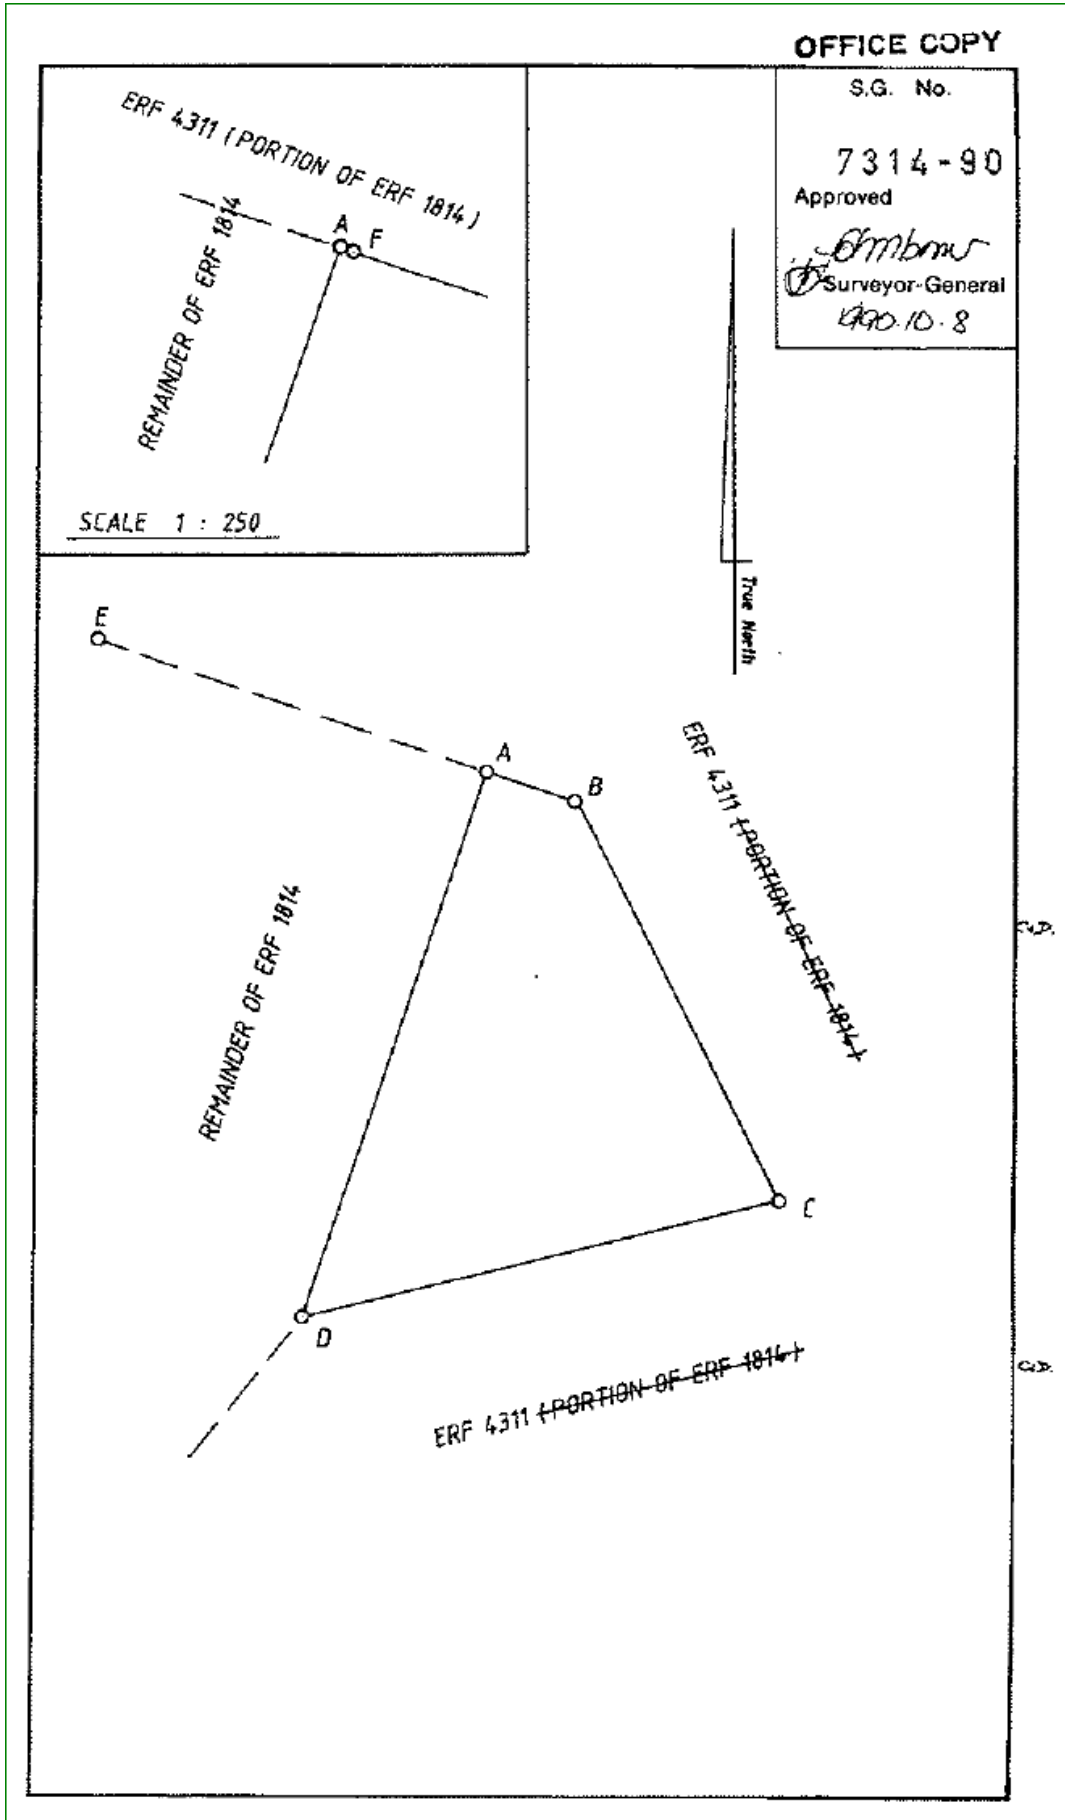 OFFICE COPY
S.G. No.
7314-90
Approved
Surveyor-General
1990.10.8
ERF 4311 (PORTION OF ERF 1814)
REMAINDER OF ERF 1814
A F
SCALE 1 : 250
True North
E
A
B
ERF 4311 (PORTION OF ERF 1814)
REMAINDER OF ERF 1814
C
D
ERF 4311 (PORTION OF ERF 1814)